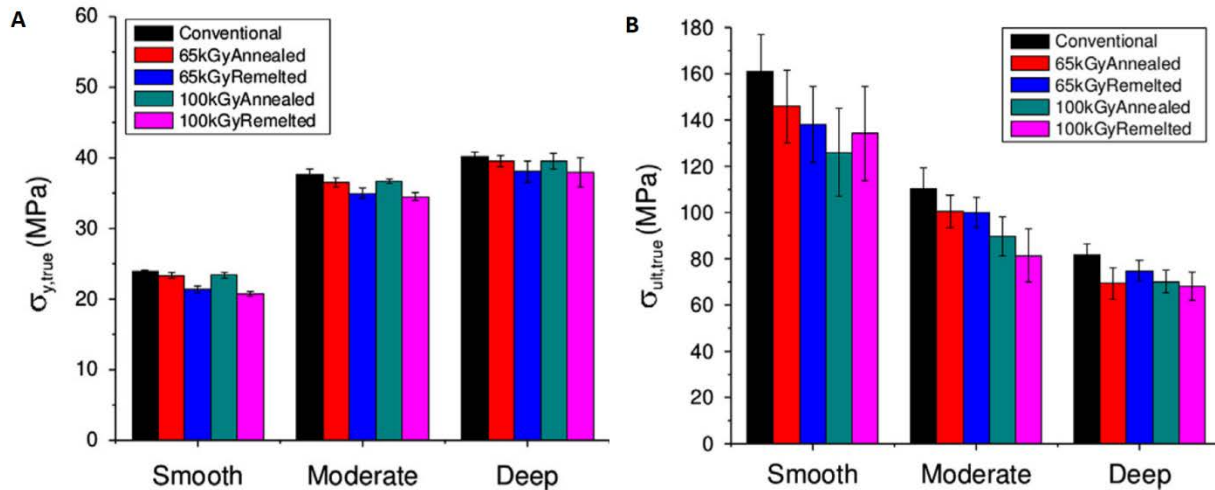 A
60
50
40
30
20
10
0
σy,true (MPa)
Conventional
65kGyAnnealed
65kGyRemelted
100kGyAnnealed
100kGyRemelted
Smooth Moderate Deep
B
180
160
140
120
100
80
60
40
20
0
σult,true (MPa)
Conventional
65kGyAnnealed
65kGyRemelted
100kGyAnnealed
100kGyRemelted
Smooth Moderate Deep